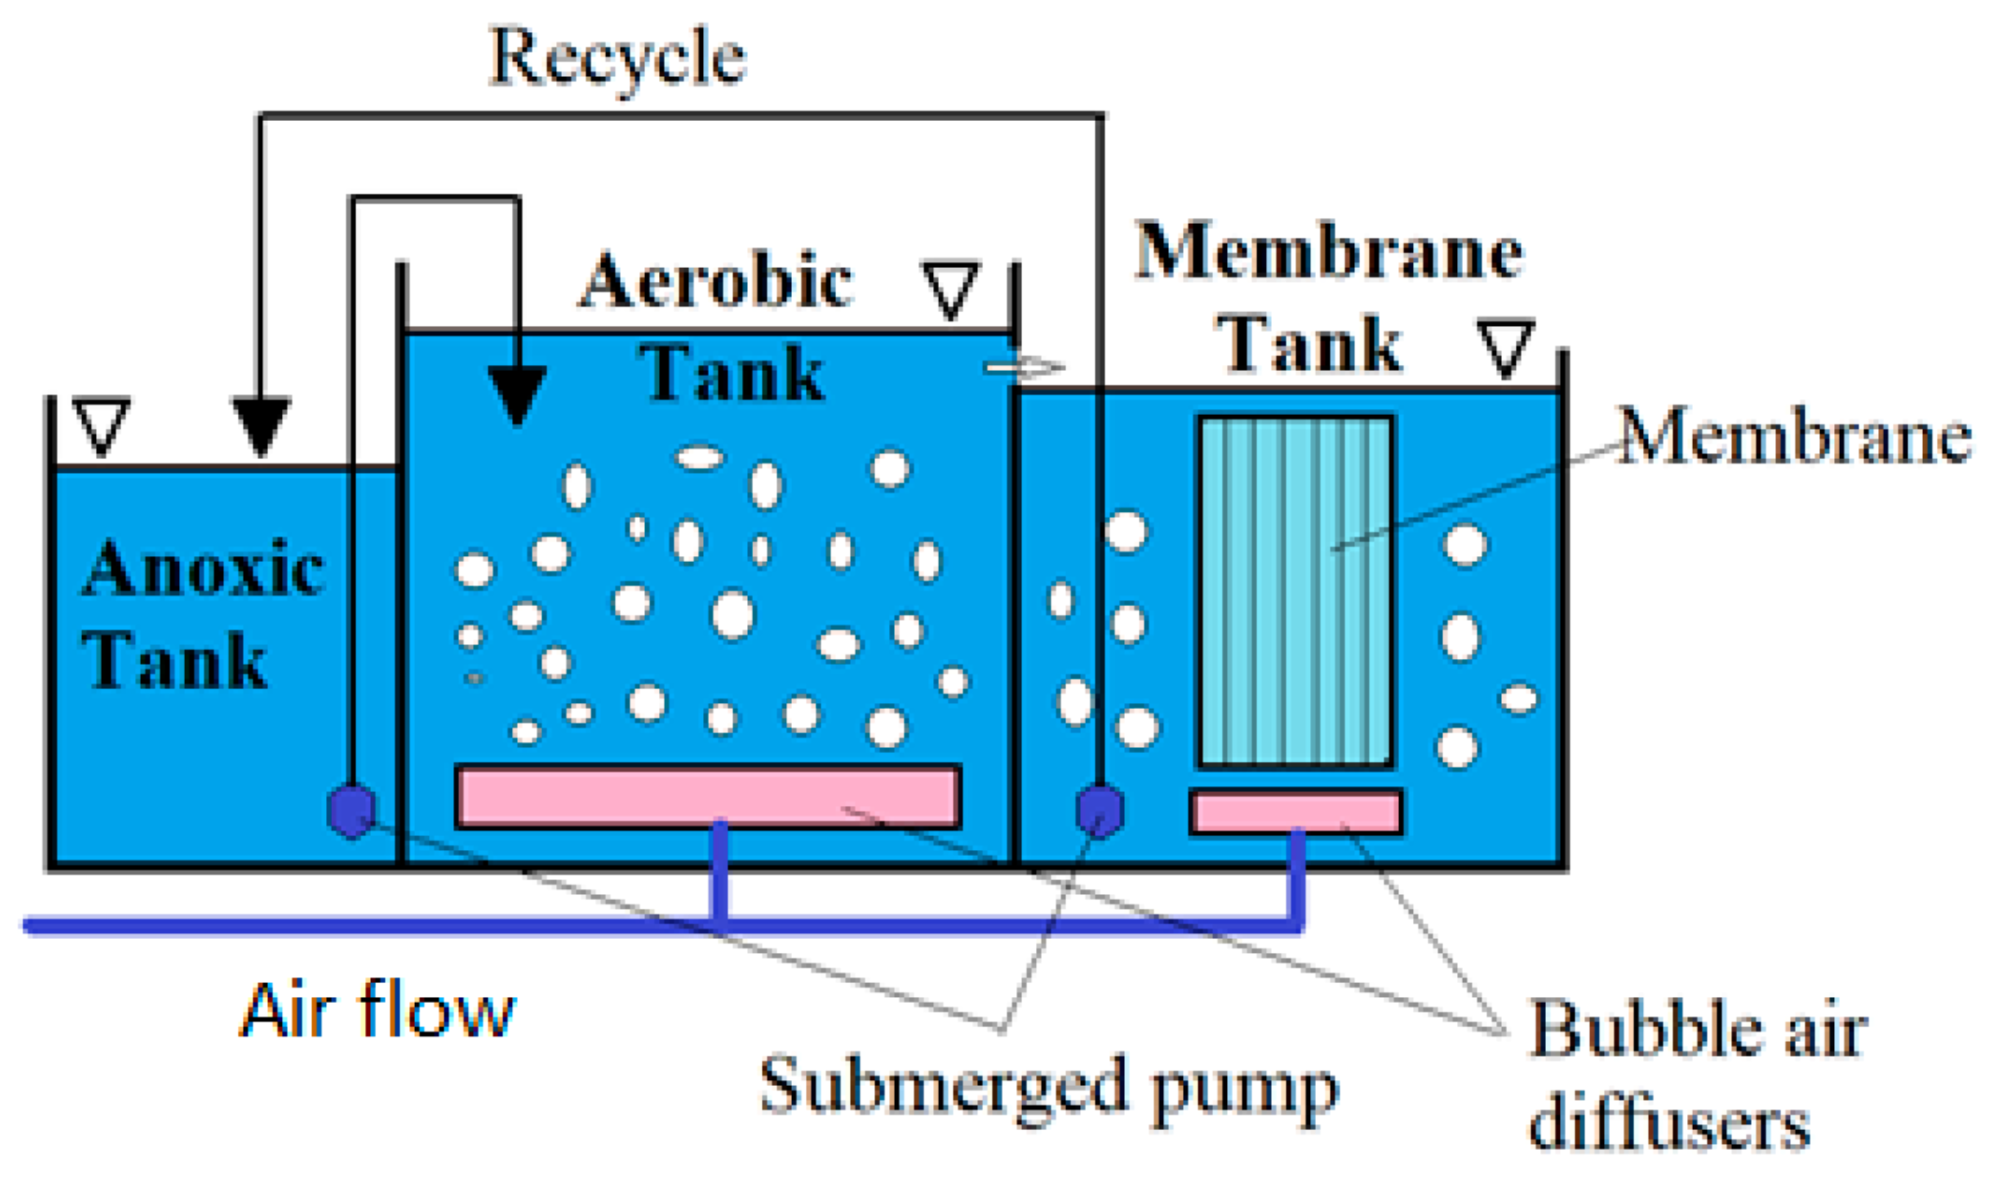 Recycle
Aerobic
Tank
Membrane
Tank
Membrane
Anoxic
Tank
Air flow
Submerged pump
Bubble air
diffusers